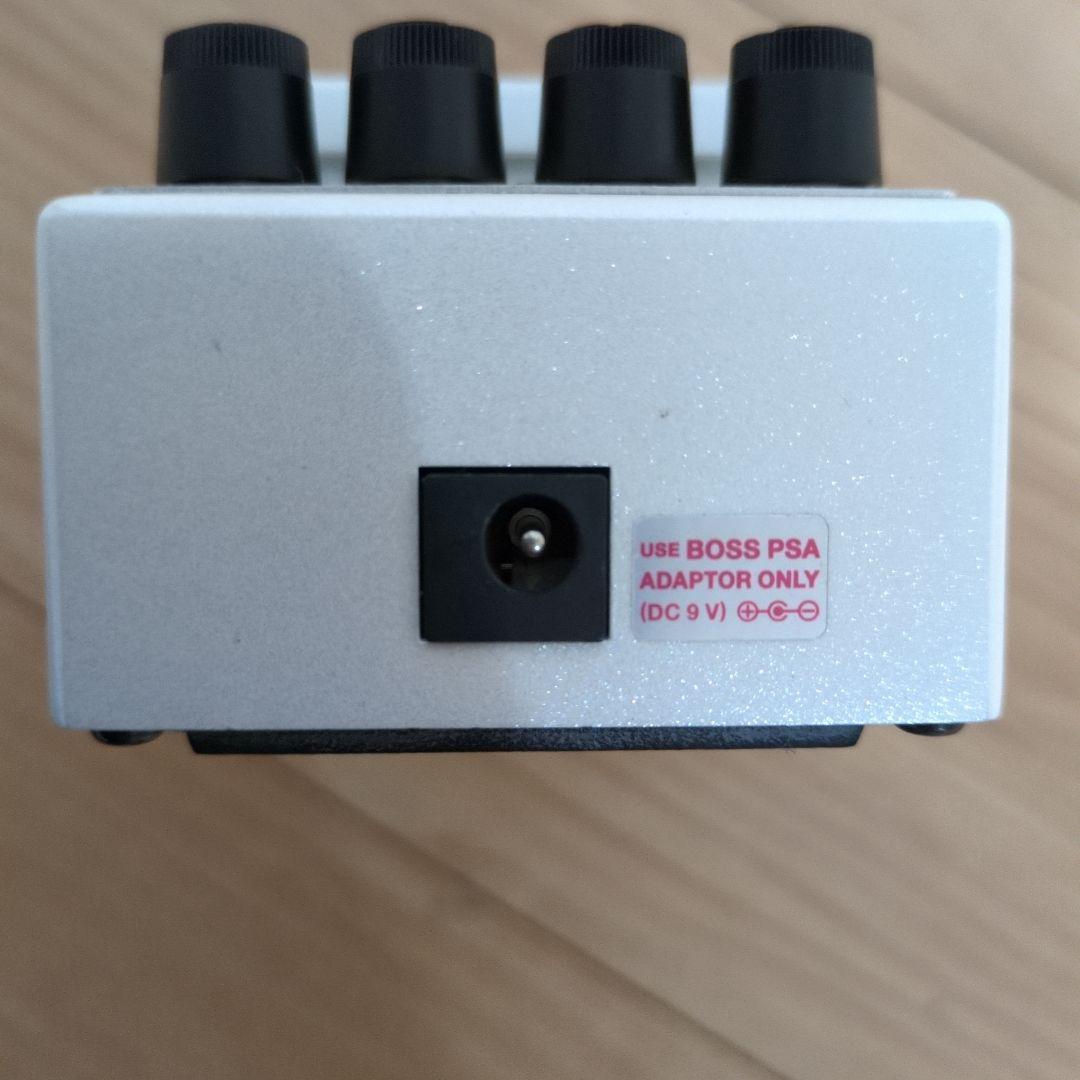 USE BOSS PSA
ADAPTOR ONLY
(DC 9 V)